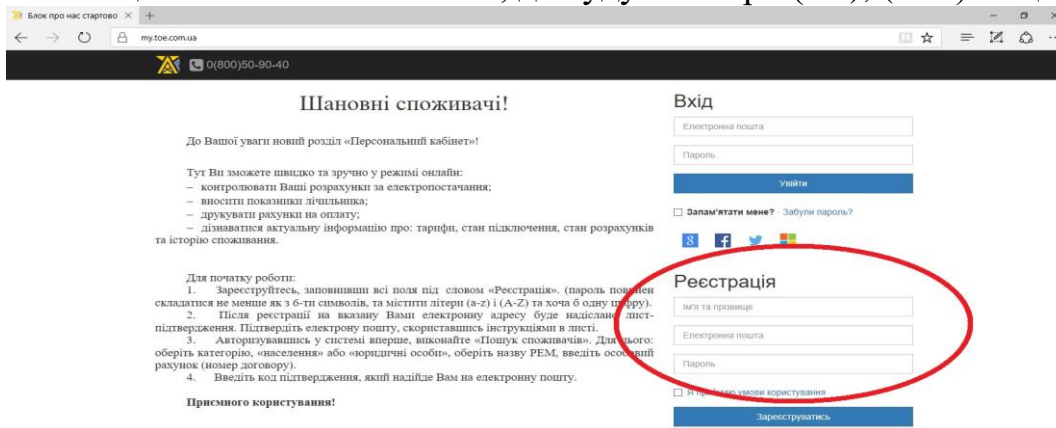 Блок про нас стартово
my.toe.com.ua
0(800)50-90-40
Шановні споживачі!
До Вашої уваги новий розділ «Персональний кабінет»!
Тут Ви зможете швидко та зручно у режимі онлайн:
– контролювати Ваші розрахунки за електропостачання;
– вносити показники лічильника;
– друкувати рахунки на оплату;
– дізнаватися актуальну інформацію про: тарифи, стан підключення, стан розрахунків
та історію споживання.
Для початку роботи:
1. Зареєструйтесь, заповнивши всі поля під словом «Реєстрація». (пароль повинен
складатися не менше як з 6-ти символів, та містити літери (a-z) і (A-Z) та хоча б одну цифру).
2. Після реєстрації на вказану Вами електронну адресу буде надіслано лист-
підтвердження. Підтвердіть електрону пошту, скориставшись інструкціями в листі.
3. Авторизувавшись у системі вперше, виконайте «Пошук споживачів». Для цього:
оберіть категорію, «населення» або «юридичні особи», оберіть назву РЕМ, введіть особовий
рахунок (номер договору).
4. Введіть код підтвердження, який надійде Вам на електронну пошту.
Приємного користування!
Вхід
Електронна пошта
Пароль
Увійти
Запам'ятати мене? · Забули пароль?
Реєстрація
Ім'я та прізвище
Електронна пошта
Пароль
Я приймаю умови користування
Зареєструватись